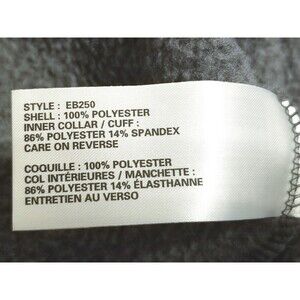 STYLE : EB250
SHELL : 100% POLYESTER
INNER COLLAR / CUFF :
86% POLYESTER 14% SPANDEX
CARE ON REVERSE
COQUILLE : 100% POLYESTER
COL INTÉRIEURES / MANCHETTE :
86% POLYESTER 14% ÉLASTHANNE
ENTRETIEN AU VERSO